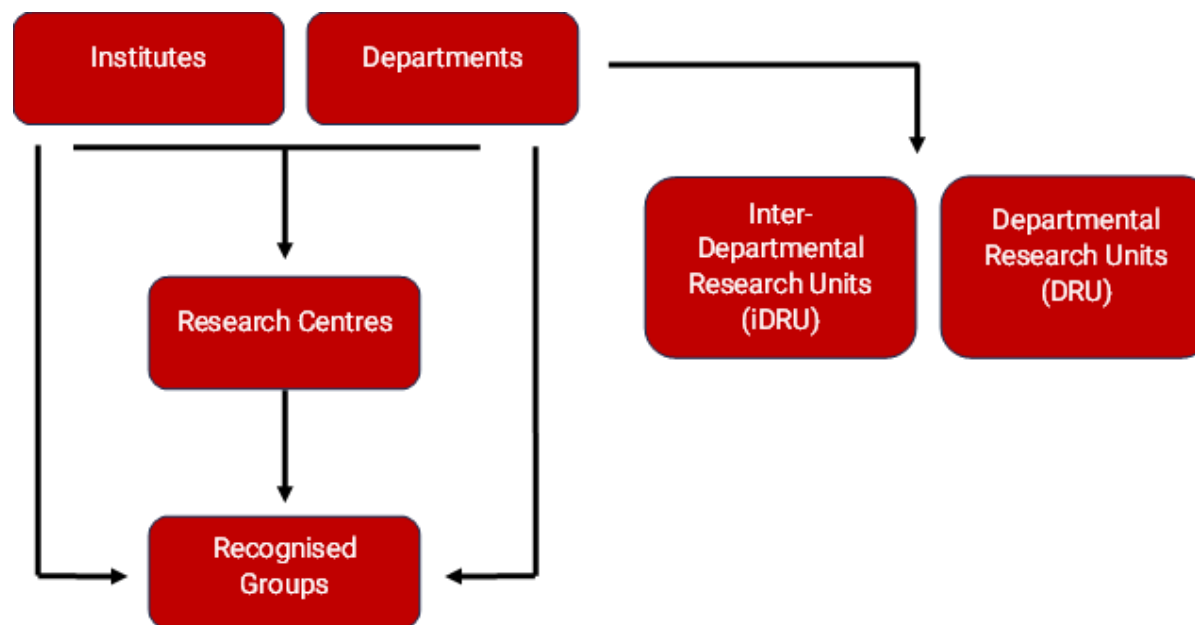 Institutes
Departments
Inter-
Departmental
Research Units
(iDRU)
Departmental
Research Units
(DRU)
Research Centres
Recognised
Groups